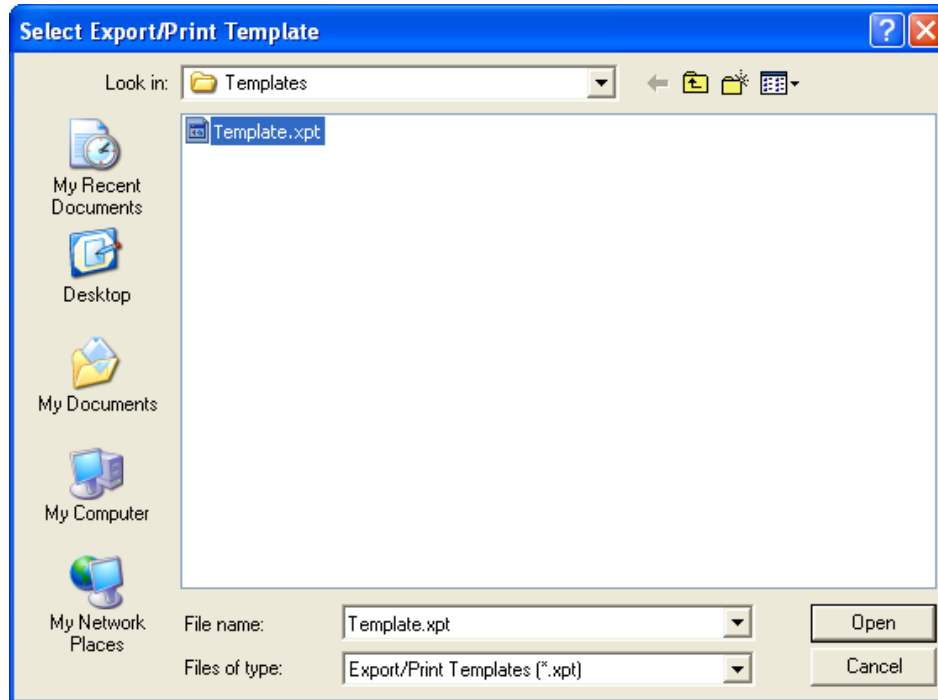 Select Export/Print Template
Look in: Templates
Template.xpt
My Recent
Documents
Desktop
My Documents
My Computer
My Network
Places
File name: Template.xpt Open
Files of type: Export/Print Templates (*.xpt) Cancel